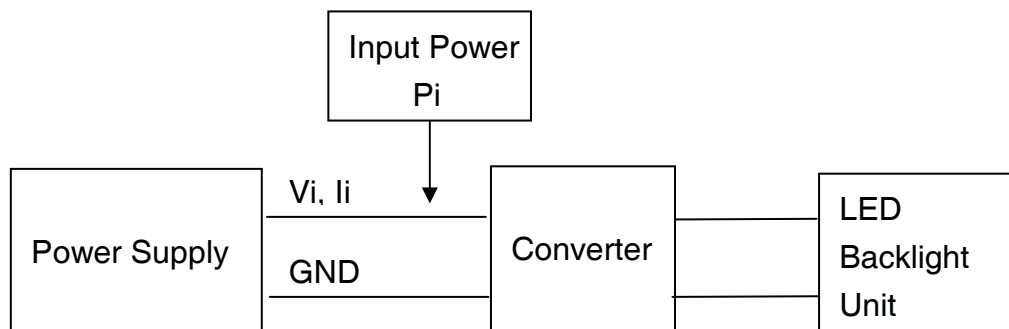 Input Power
Pi
Vi, Ii
Power Supply
GND
Converter
LED
Backlight
Unit